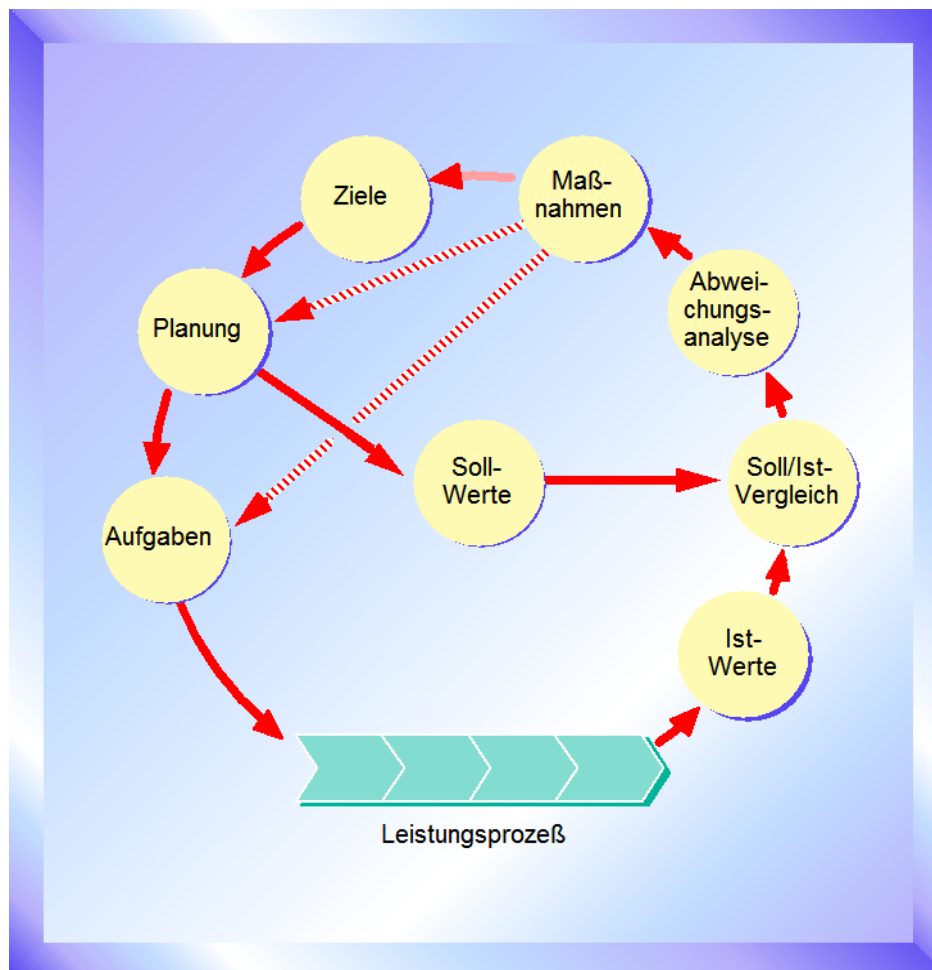 Ziele
Maß-
nahmen
Abwei-
chungs-
analyse
Planung
Soll-
Werte
Soll/Ist-
Vergleich
Aufgaben
Ist-
Werte
Leistungsprozeß